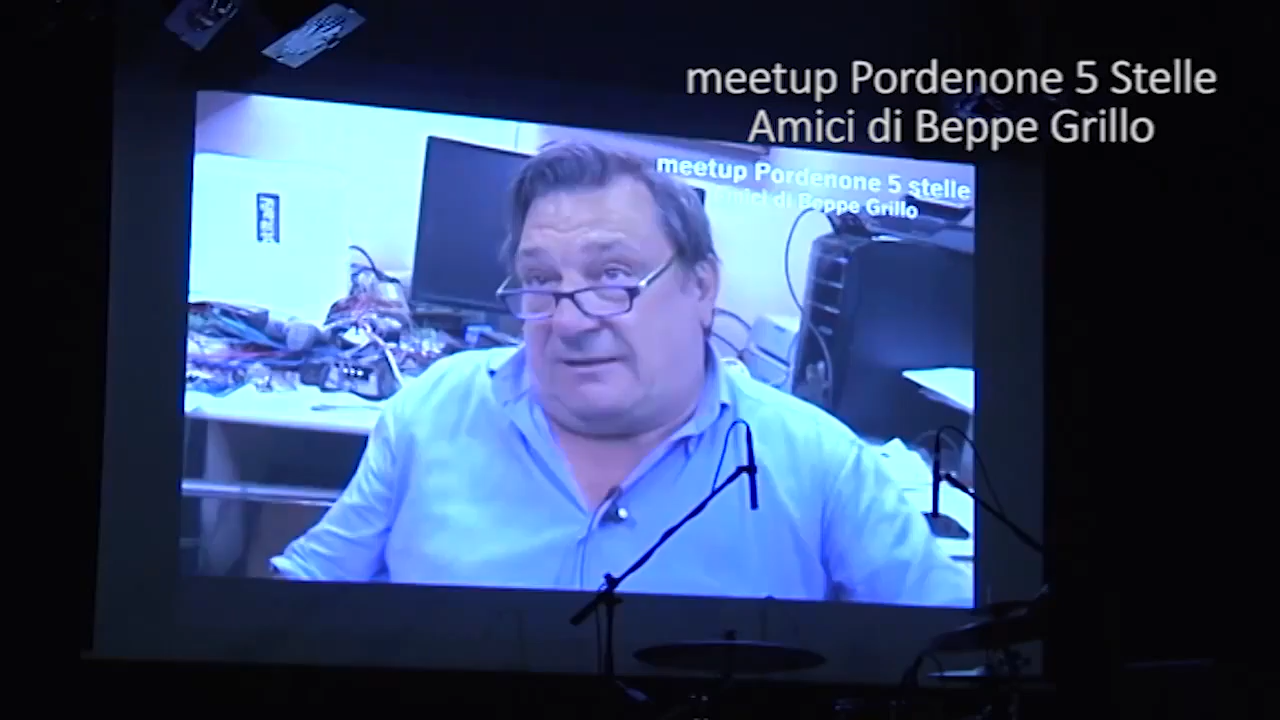 meetup Pordenone 5 Stelle
Amici di Beppe Grillo
meetup Pordenone 5 stelle
di Beppe Grillo